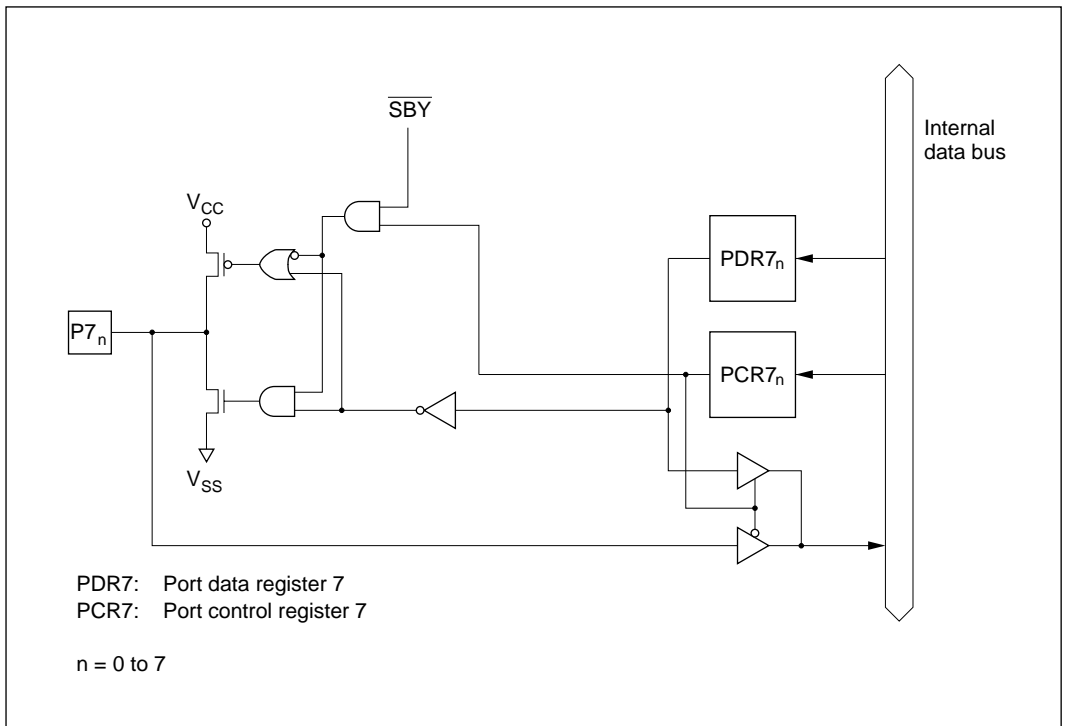 SBY
Internal
data bus
VCC
PDR7n
P7n
PCR7n
VSS
PDR7: Port data register 7
PCR7: Port control register 7
n = 0 to 7